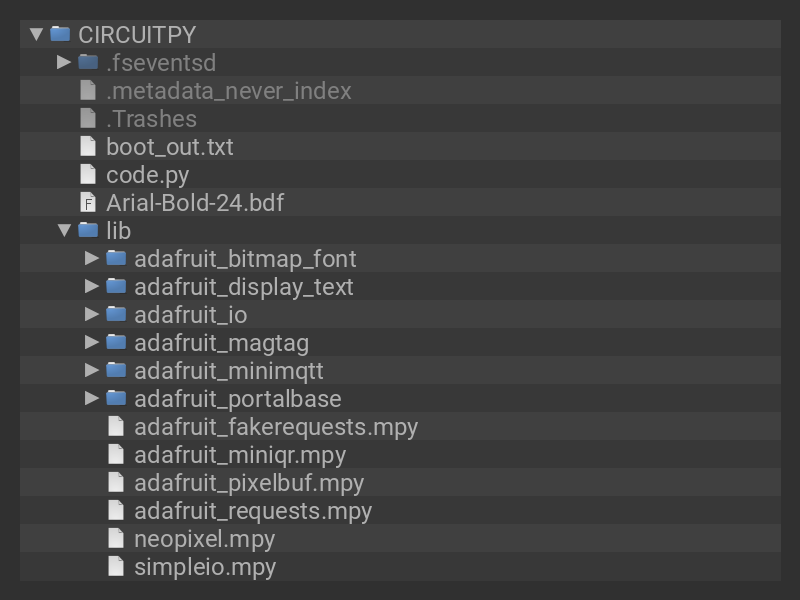 CIRCUITPY
.fseventsd
.metadata_never_index
.Trashes
boot_out.txt
code.py
F Arial-Bold-24.bdf
lib
adafruit_bitmap_font
adafruit_display_text
adafruit_io
adafruit_magtag
adafruit_minimqtt
adafruit_portalbase
adafruit_fakerequests.mpy
adafruit_miniqr.mpy
adafruit_pixelbuf.mpy
adafruit_requests.mpy
neopixel.mpy
simpleio.mpy